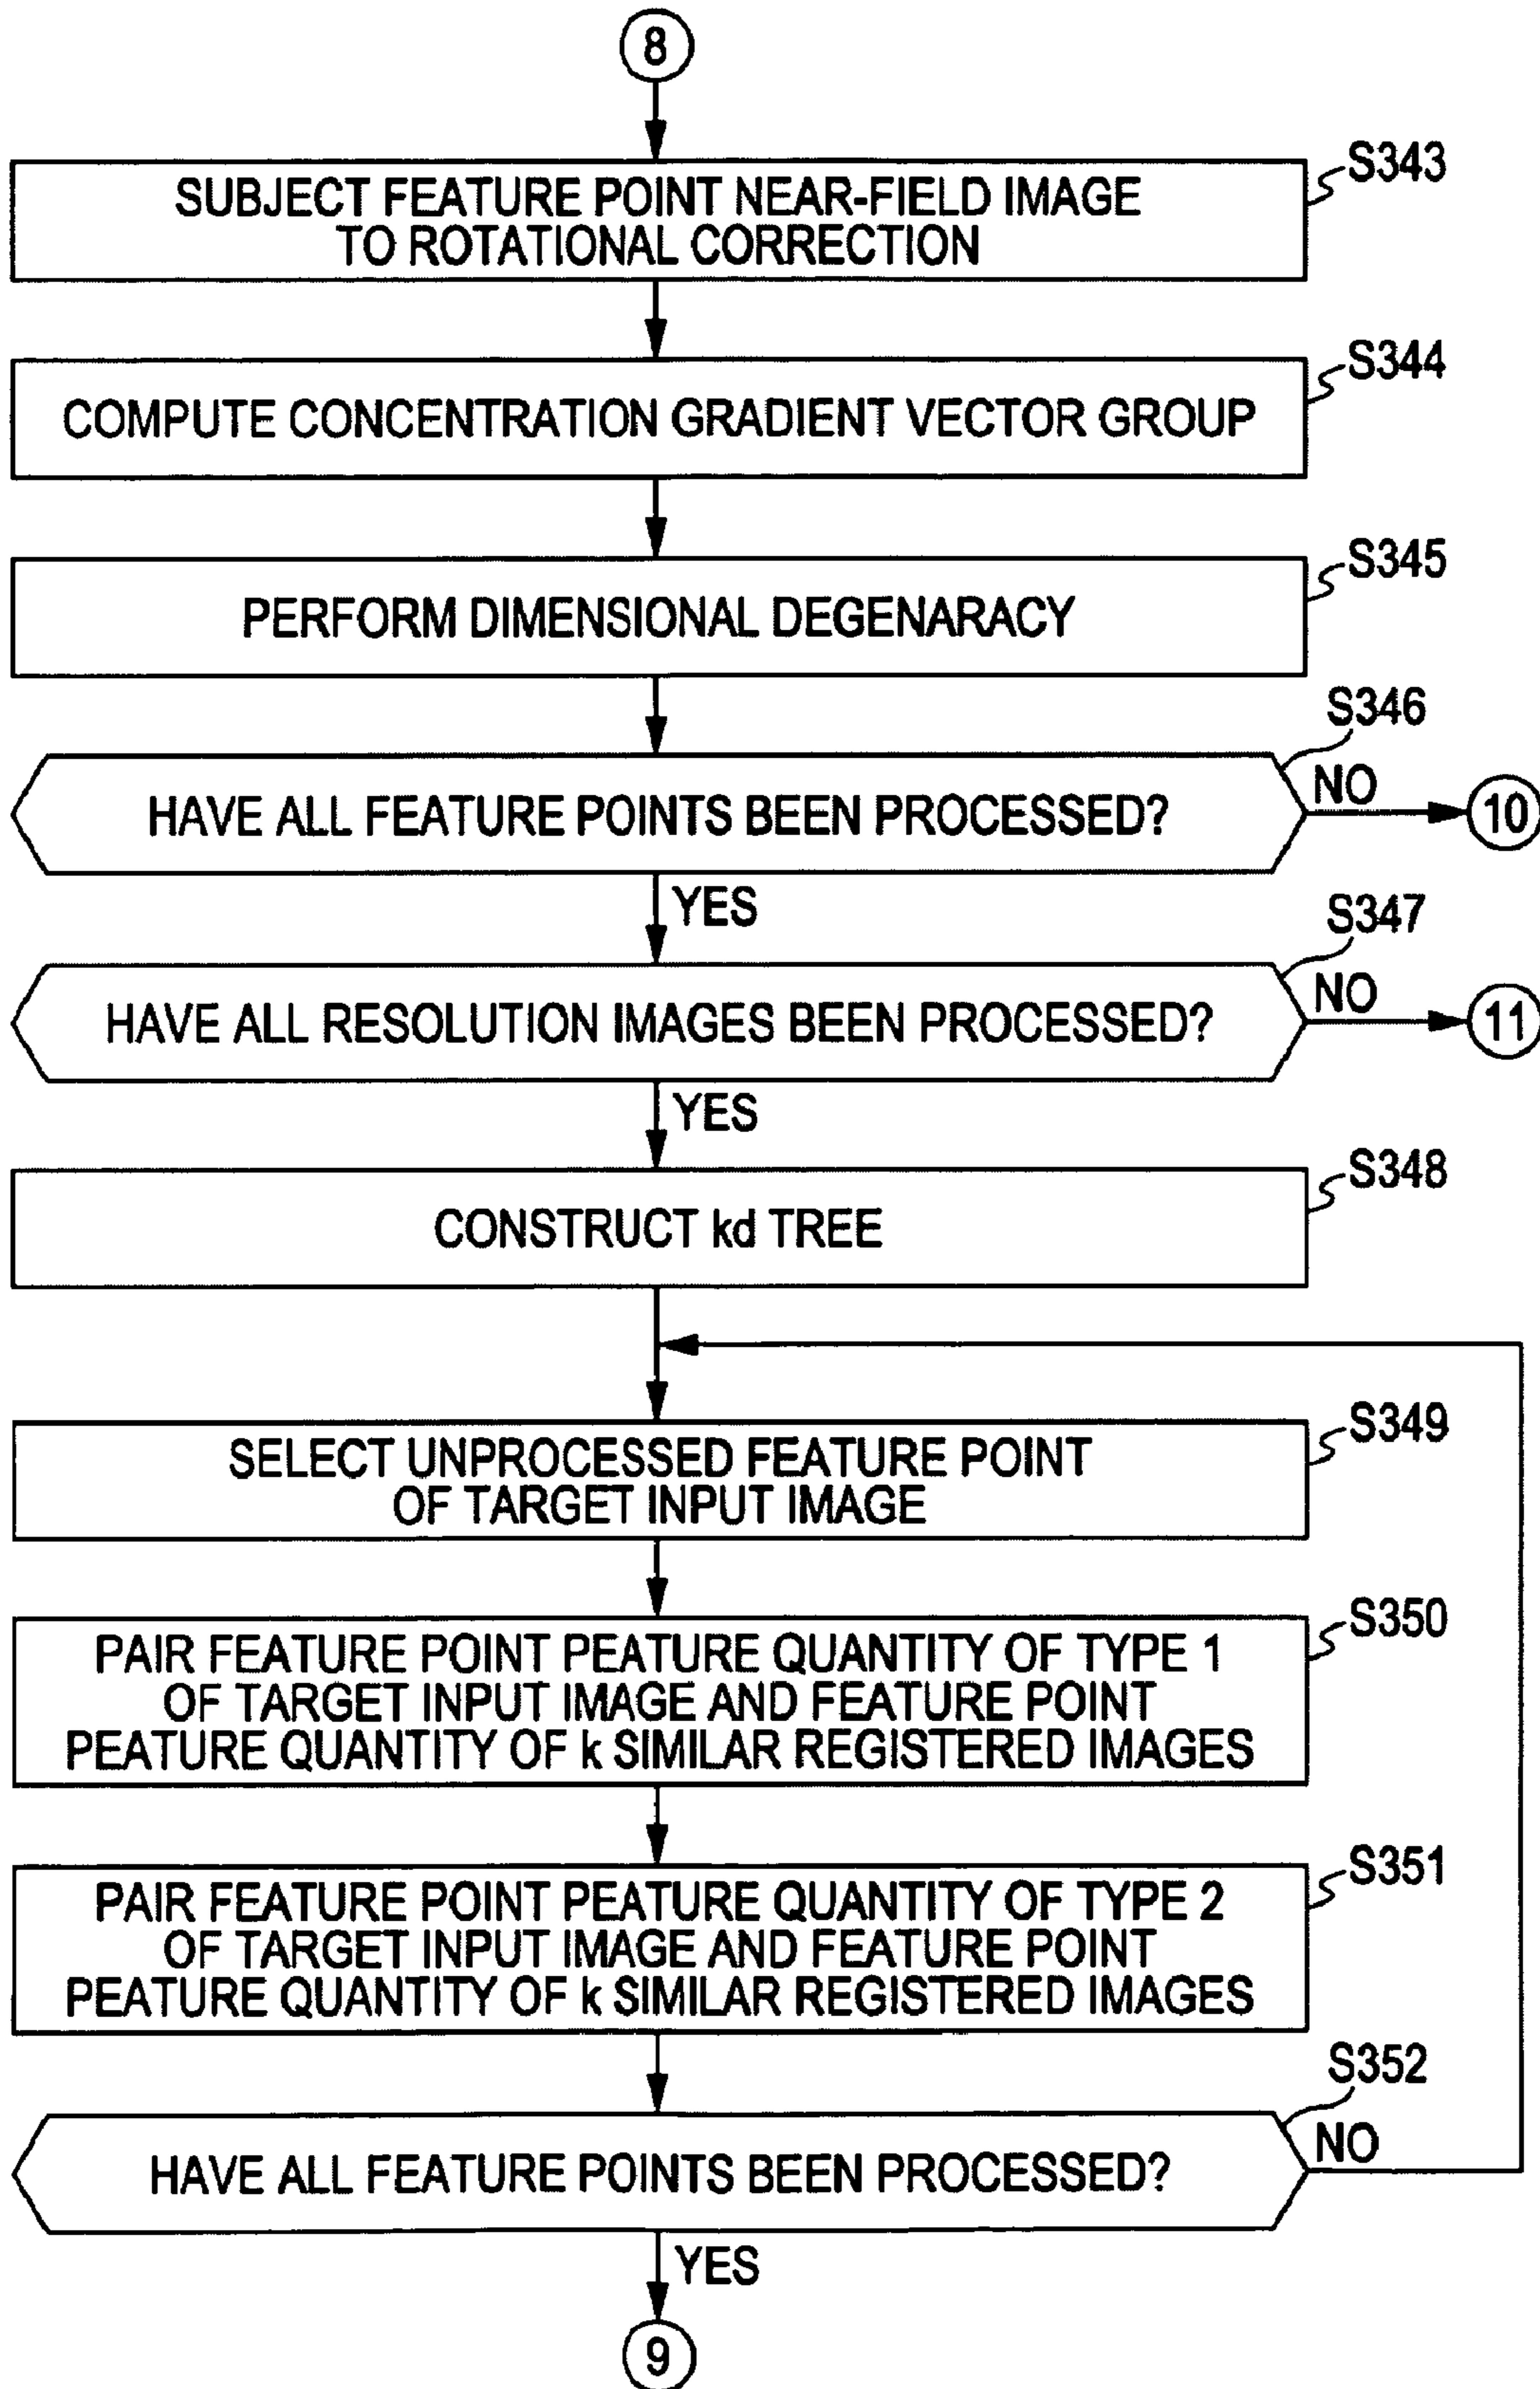 8
S343
SUBJECT FEATURE POINT NEAR-FIELD IMAGE
TO ROTATIONAL CORRECTION
S344
COMPUTE CONCENTRATION GRADIENT VECTOR GROUP
S345
PERFORM DIMENSIONAL DEGENARACY
S346
HAVE ALL FEATURE POINTS BEEN PROCESSED?
NO
10
YES
S347
HAVE ALL RESOLUTION IMAGES BEEN PROCESSED?
NO
11
YES
S348
CONSTRUCT kd TREE
S349
SELECT UNPROCESSED FEATURE POINT
OF TARGET INPUT IMAGE
S350
PAIR FEATURE POINT PEATURE QUANTITY OF TYPE 1
OF TARGET INPUT IMAGE AND FEATURE POINT
PEATURE QUANTITY OF k SIMILAR REGISTERED IMAGES
S351
PAIR FEATURE POINT PEATURE QUANTITY OF TYPE 2
OF TARGET INPUT IMAGE AND FEATURE POINT
PEATURE QUANTITY OF k SIMILAR REGISTERED IMAGES
S352
HAVE ALL FEATURE POINTS BEEN PROCESSED?
NO
YES
9